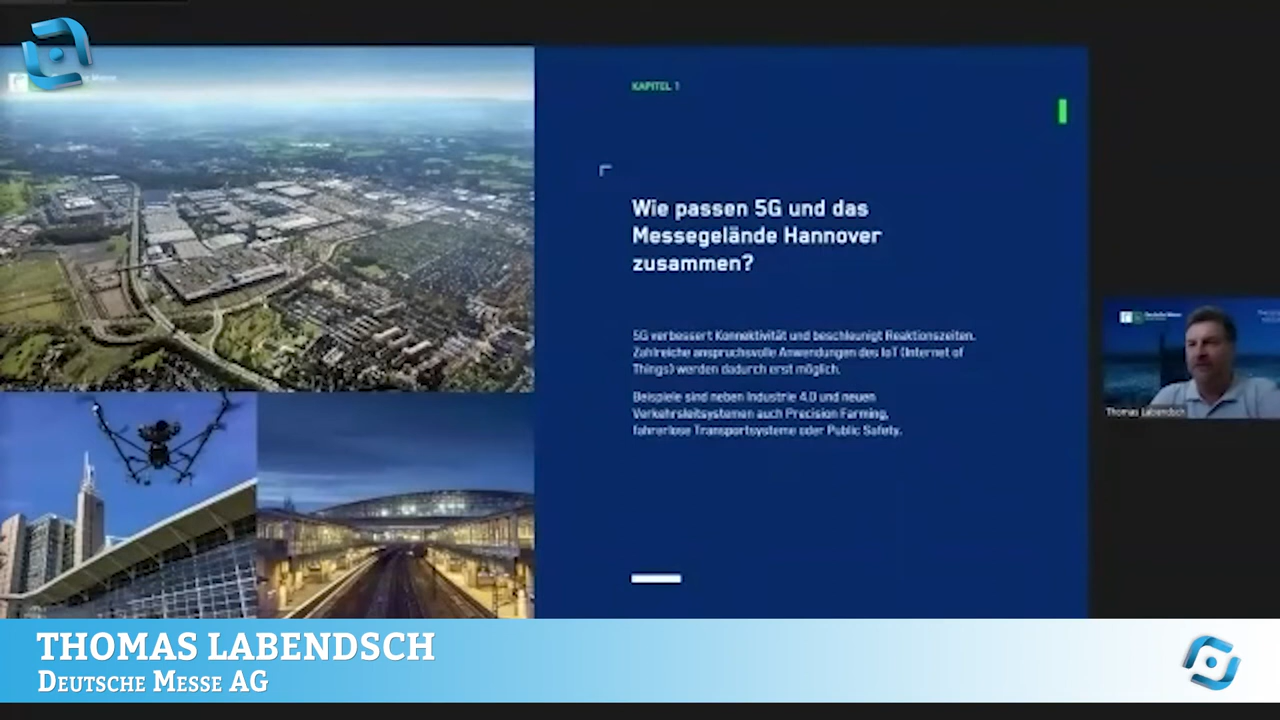 KAPITEL 1
Wie passen 5G und das
Messegelände Hannover
zusammen?
5G verbessert Konnektivität und beschleunigt Reaktionszeiten.
Zahlreiche anspruchsvolle Anwendungen des IoT (Internet of
Things) werden dadurch erst möglich.
Beispiele sind neben Industrie 4.0 und neuen
Verkehrsleitsystemen auch Precision Farming,
fahrerlose Transportsysteme oder Public Safety.
Deutsche Messe
Thomas Labendsch
THOMAS LABENDSCH
DEUTSCHE MESSE AG